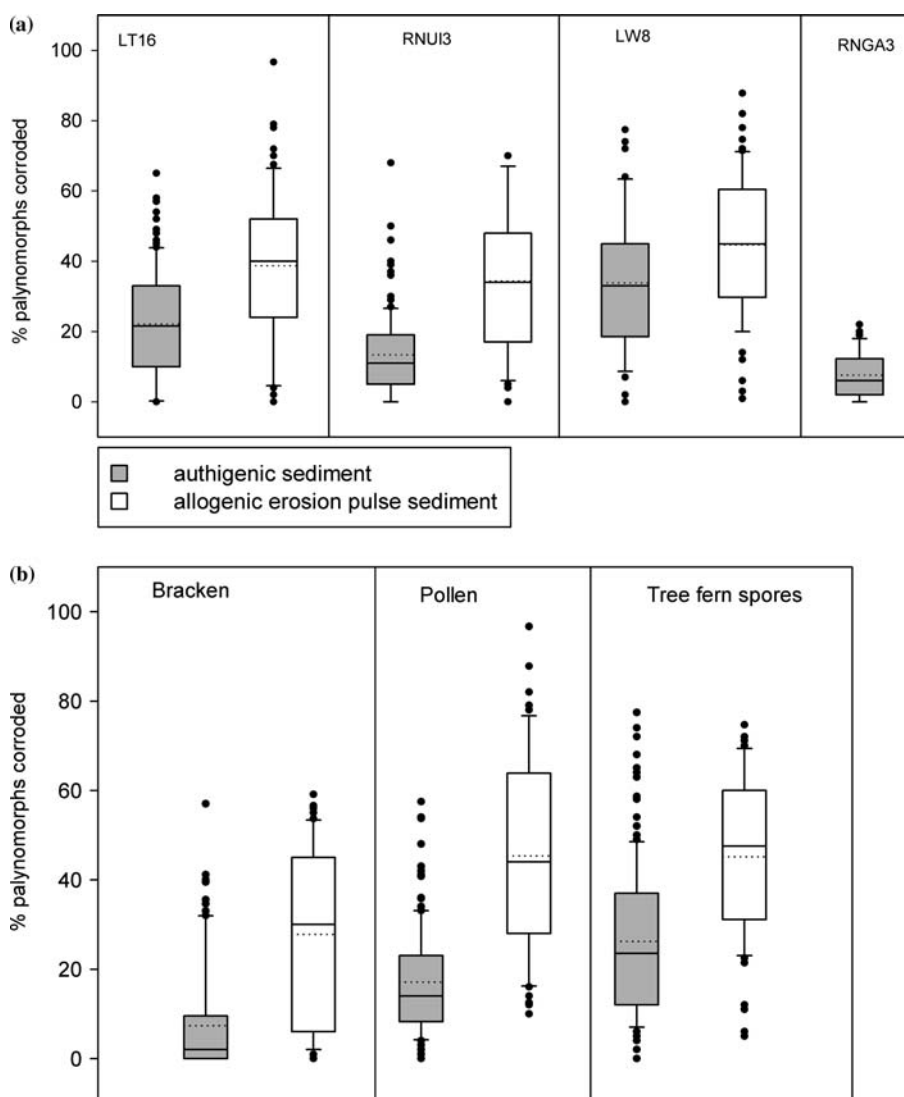 (a)
LT16 RNUI3 LW8 RNGA3
100
80
60
40
20
0
% palynomorphs corroded
authigenic sediment
allogenic erosion pulse sediment
(b)
Bracken Pollen Tree fern spores
100
80
60
40
20
0
% palynomorphs corroded